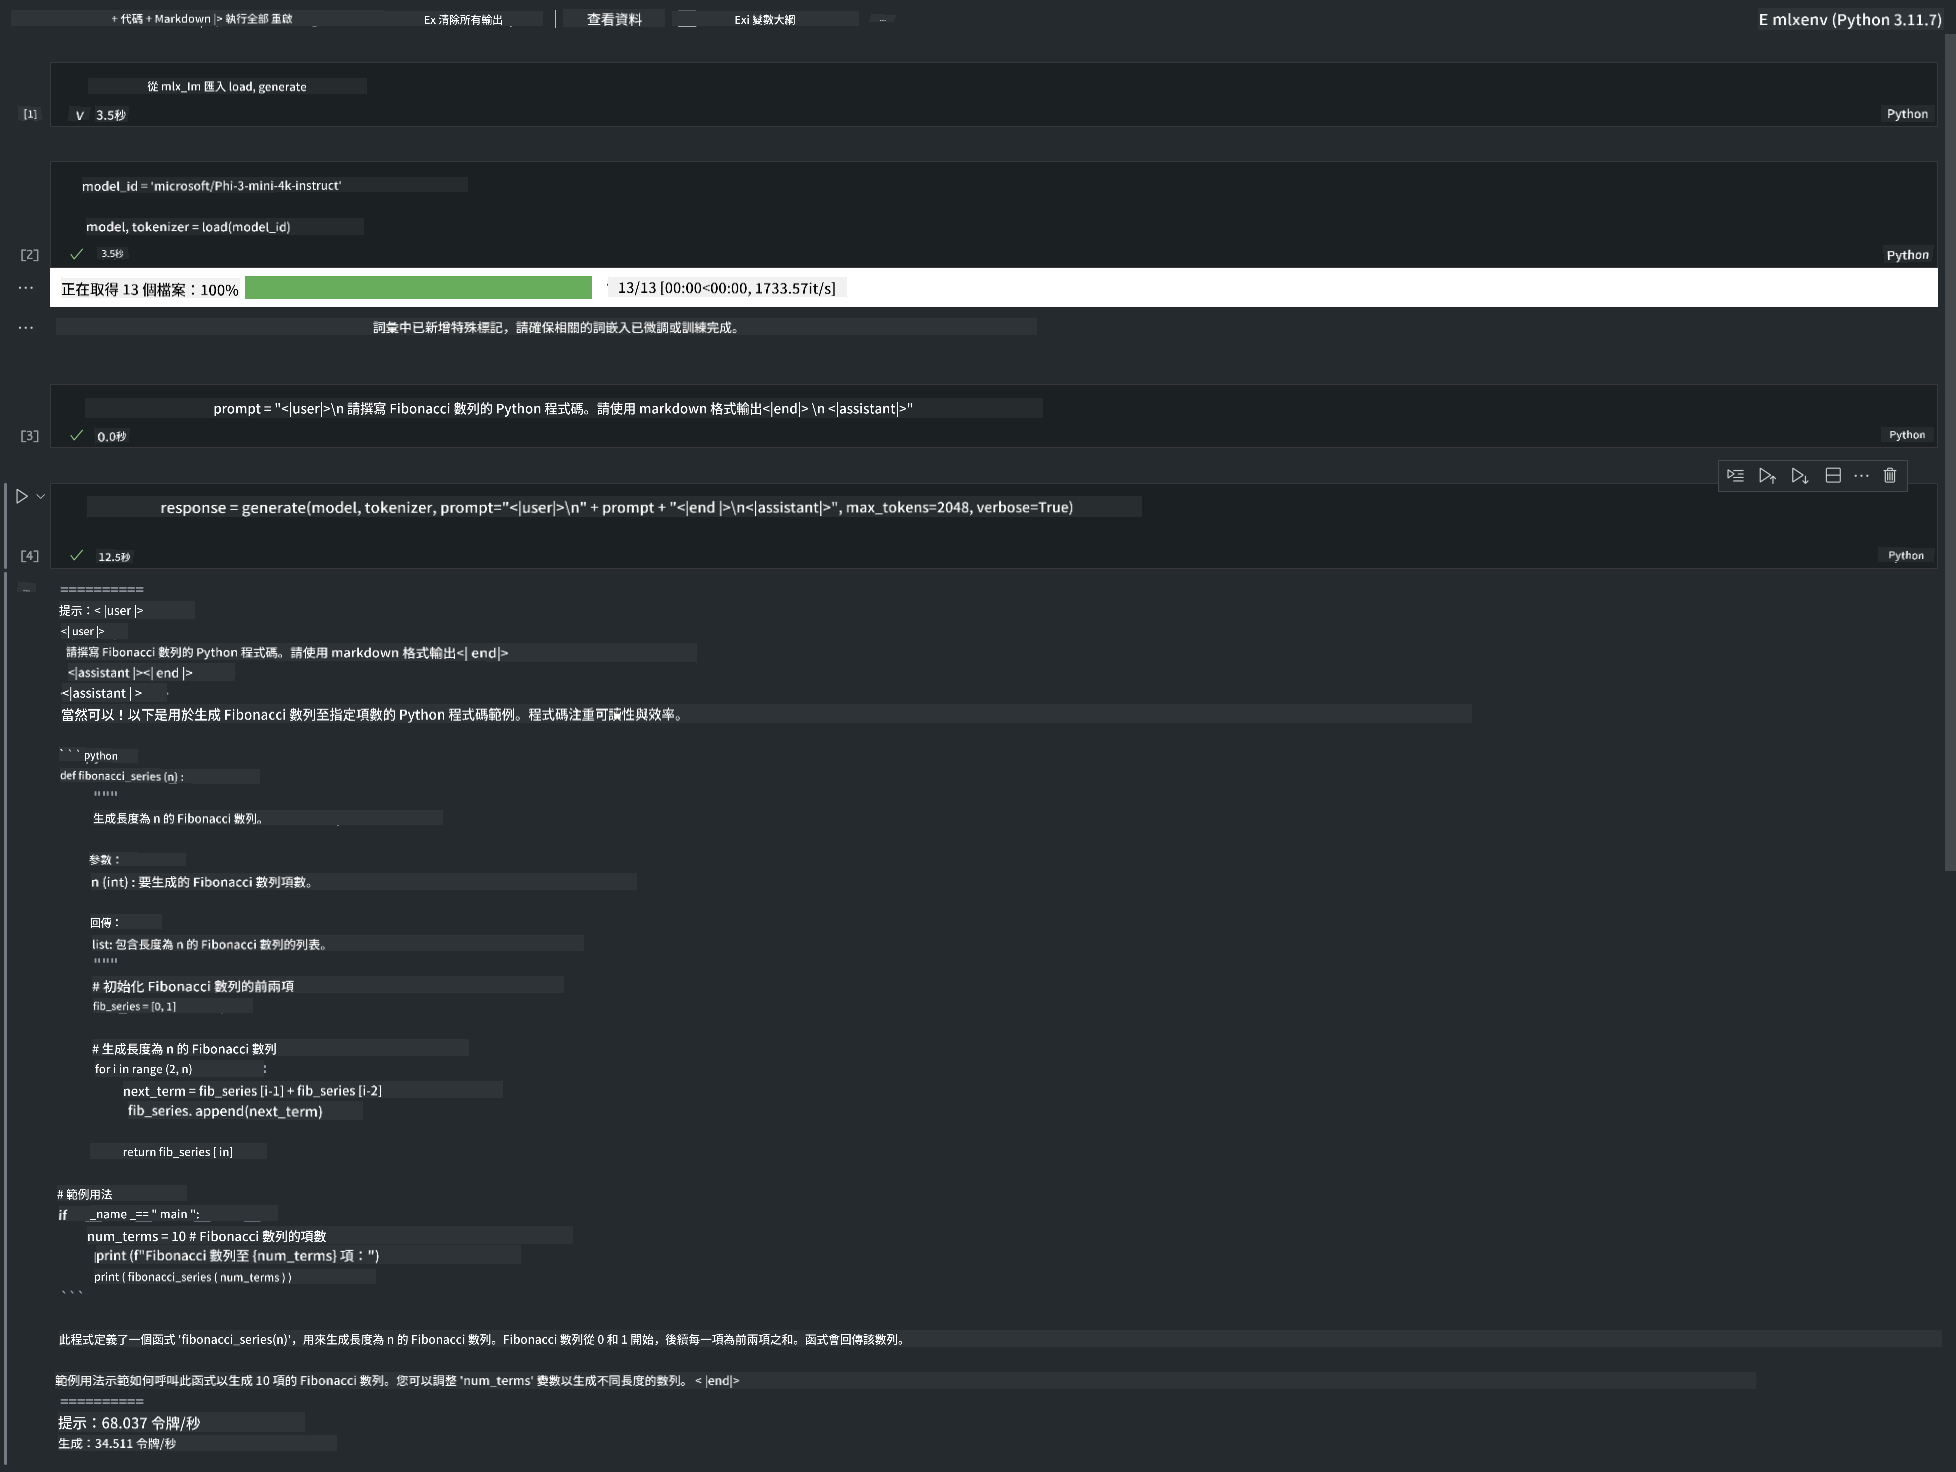 + 代碼 + Markdown |> 執行全部 重啟 Ex 清除所有輸出 | 查看資料 Exi 變數大綱 ... E mlxenv (Python 3.11.7)
從 mlx_lm 匯入 load, generate
[1] V 3.5秒 Python
model_id = 'microsoft/Phi-3-mini-4k-instruct'
model, tokenizer = load(model_id)
[2] ✓ 3.5秒 Python
... 正在取得 13 個檔案：100% 13/13 [00:00<00:00, 1733.57it/s]
... 詞彙中已新增特殊標記，請確保相關的詞嵌入已微調或訓練完成。
prompt = "<|user|>\n 請撰寫 Fibonacci 數列的 Python 程式碼。請使用 markdown 格式輸出<|end|> \n <|assistant|>"
[3] ✓ 0.0秒 Python
response = generate(model, tokenizer, prompt="<|user|>\n" + prompt + "<|end |>\n<|assistant|>", max_tokens=2048, verbose=True)
[4] ✓ 12.5秒 Python
...
==========
提示：< |user |>
<| user |>
請撰寫 Fibonacci 數列的 Python 程式碼。請使用 markdown 格式輸出<| end|>
<|assistant |><| end |>
<|assistant | >
當然可以！以下是用於生成 Fibonacci 數列至指定項數的 Python 程式碼範例。程式碼注重可讀性與效率。
` ` ` python
def fibonacci_series (n) :
"""
生成長度為 n 的 Fibonacci 數列。
參數：
n (int) : 要生成的 Fibonacci 數列項數。
回傳：
list: 包含長度為 n 的 Fibonacci 數列的列表。
"""
# 初始化 Fibonacci 數列的前兩項
fib_series = [0, 1]
# 生成長度為 n 的 Fibonacci 數列
for i in range (2, n) :
next_term = fib_series [i-1] + fib_series [i-2]
fib_series. append(next_term)
return fib_series [ in]
# 範例用法
if _name _== " main ":
num_terms = 10 # Fibonacci 數列的項數
print (f"Fibonacci 數列至 {num_terms} 項：")
print ( fibonacci_series ( num_terms ) )
` ` `
此程式定義了一個函式 'fibonacci_series(n)'，用來生成長度為 n 的 Fibonacci 數列。Fibonacci 數列從 0 和 1 開始，後續每一項為前兩項之和。函式會回傳該數列。
範例用法示範如何呼叫此函式以生成 10 項的 Fibonacci 數列。您可以調整 'num_terms' 變數以生成不同長度的數列。 < |end|>
==========
提示：68.037 令牌/秒
生成：34.511 令牌/秒